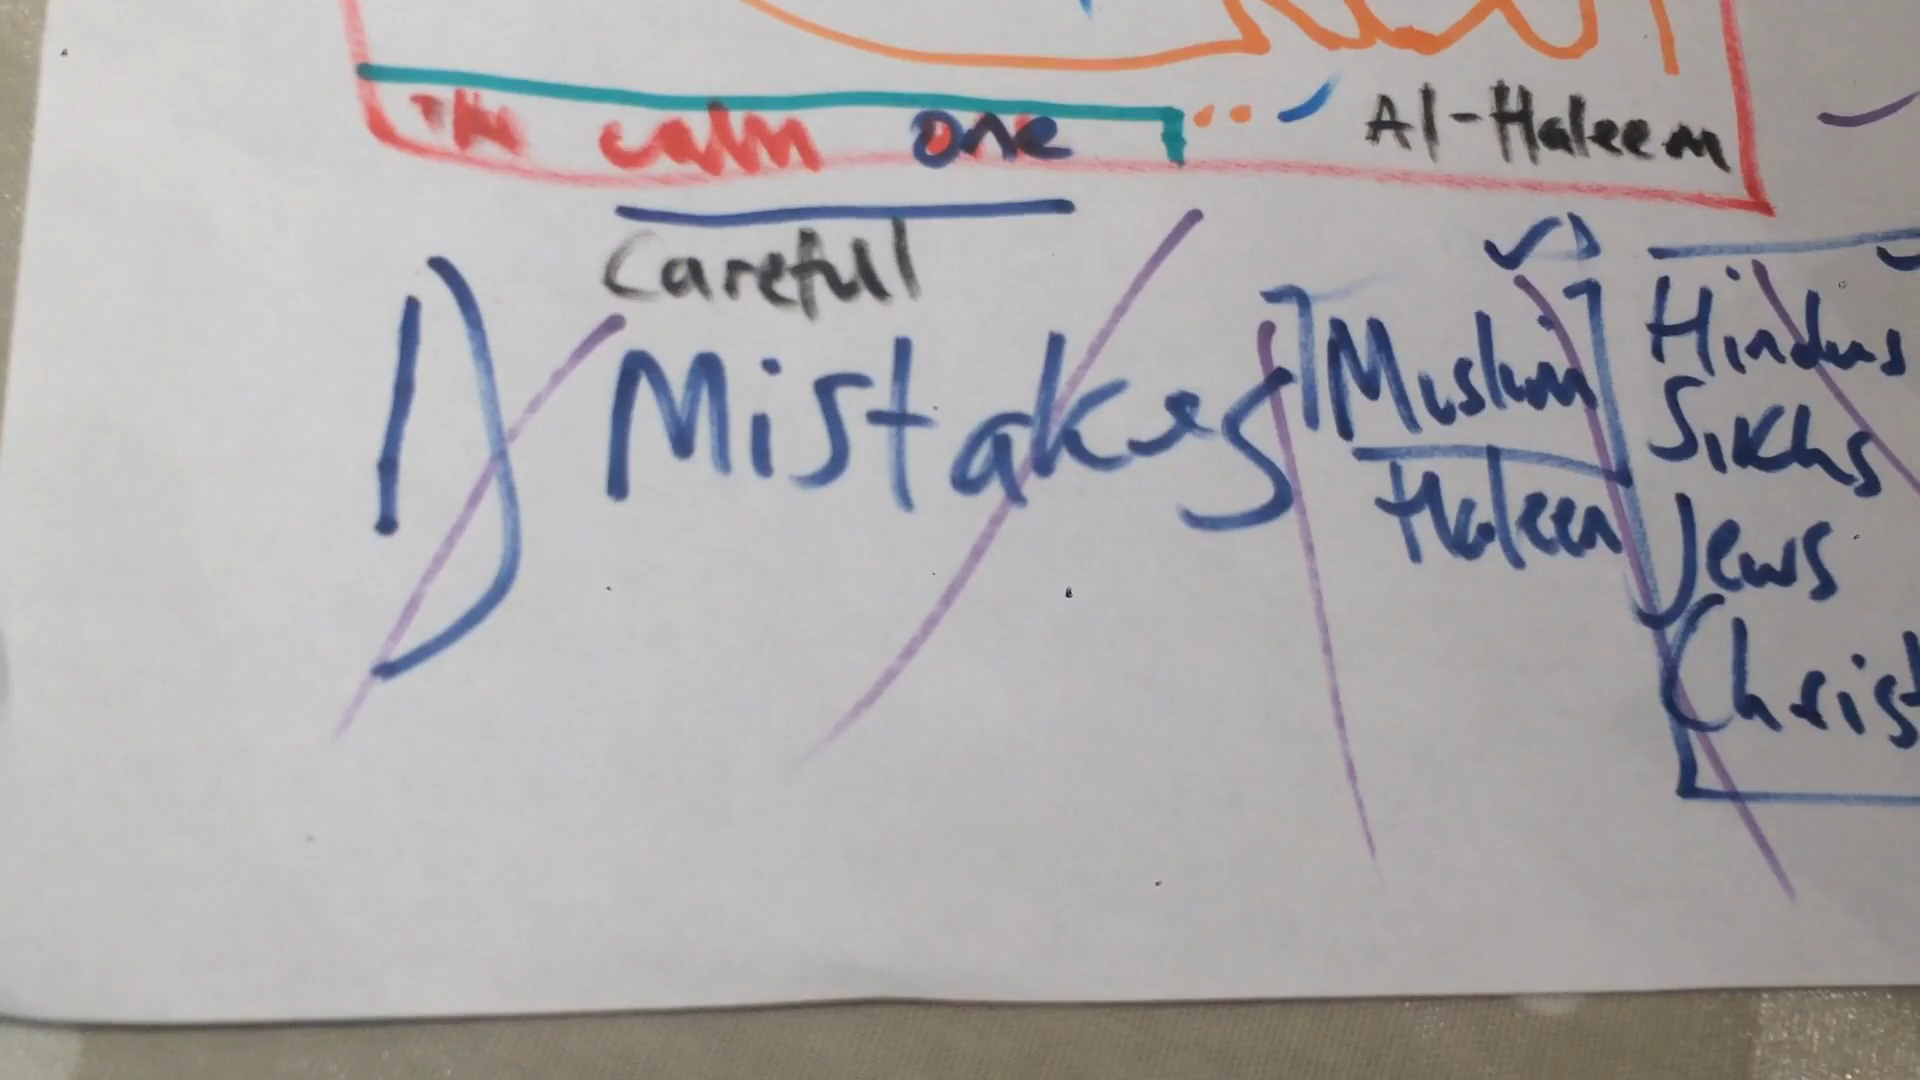 The calm one
Al-Haleem
Careful
1) Mistakes
Muslim
Haleem
Hindus
Sikhs
Jews
Christ